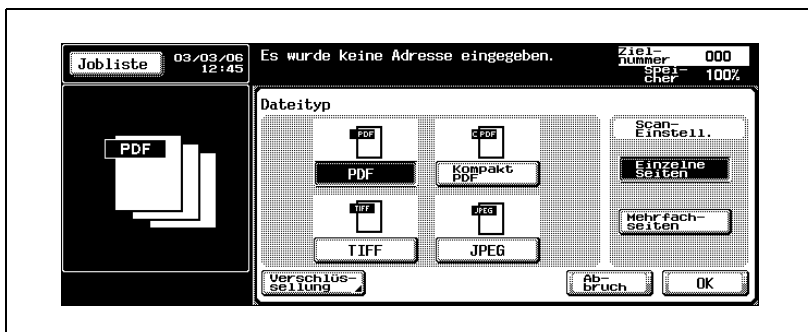 Jobliste
03/03/06
12:45
Es wurde keine Adresse eingegeben.
Ziel-
nummer 000
Spei-
cher 100%
PDF
Dateityp
PDF
PDF
C PDF
Kompakt
PDF
TIFF
TIFF
JPEG
JPEG
Scan-
Einstell.
Einzelne
Seiten
Mehrfach-
seiten
Verschlüs-
sellung
Ab-
bruch
OK